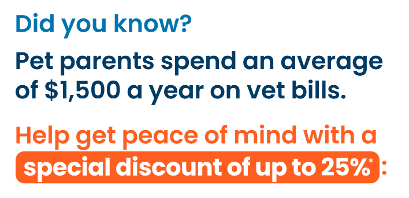 Did you know?
Pet parents spend an average
of $1,500 a year on vet bills.
Help get peace of mind with a
special discount of up to 25%*: